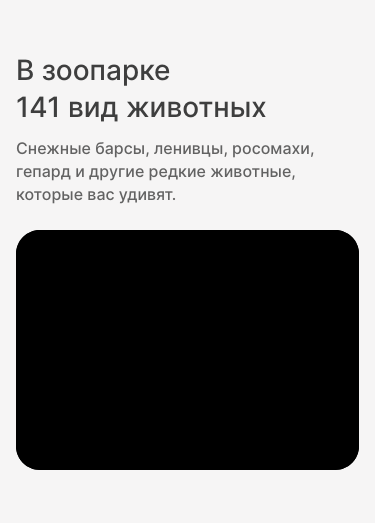 В зоопарке
141 вид животных
Снежные барсы, ленивцы, росомахи,
гепард и другие редкие животные,
которые вас удивят.